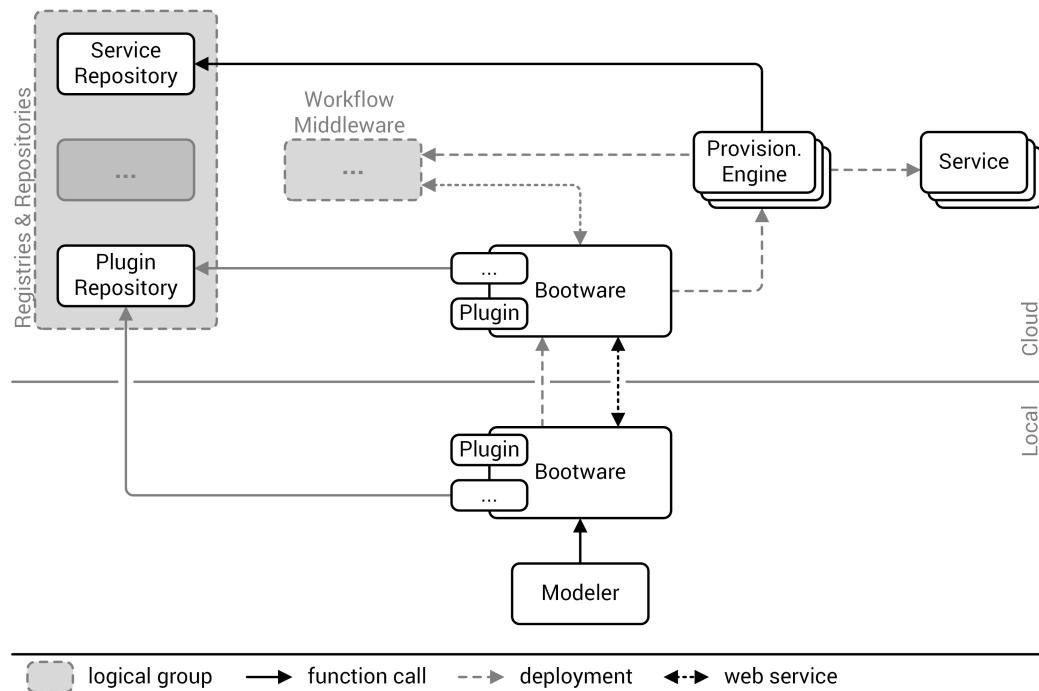 Service
Repository
Registries & Repositories
...
Plugin
Repository
Workflow
Middleware
...
Provision.
Engine
Service
...
Plugin
Bootware
Cloud
Local
Plugin
...
Bootware
Modeler
logical group
function call
deployment
web service